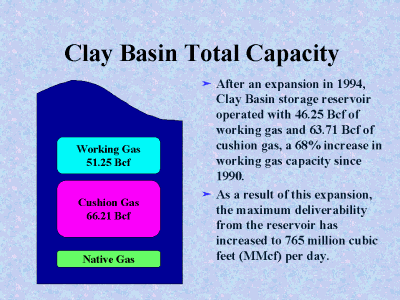 Clay Basin Total Capacity
Working Gas
51.25 Bcf
Cushion Gas
66.21 Bcf
Native Gas
➢ After an expansion in 1994,
Clay Basin storage reservoir
operated with 46.25 Bcf of
working gas and 63.71 Bcf of
cushion gas, a 68% increase in
working gas capacity since
1990.
➢ As a result of this expansion,
the maximum deliverability
from the reservoir has
increased to 765 million cubic
feet (MMcf) per day.